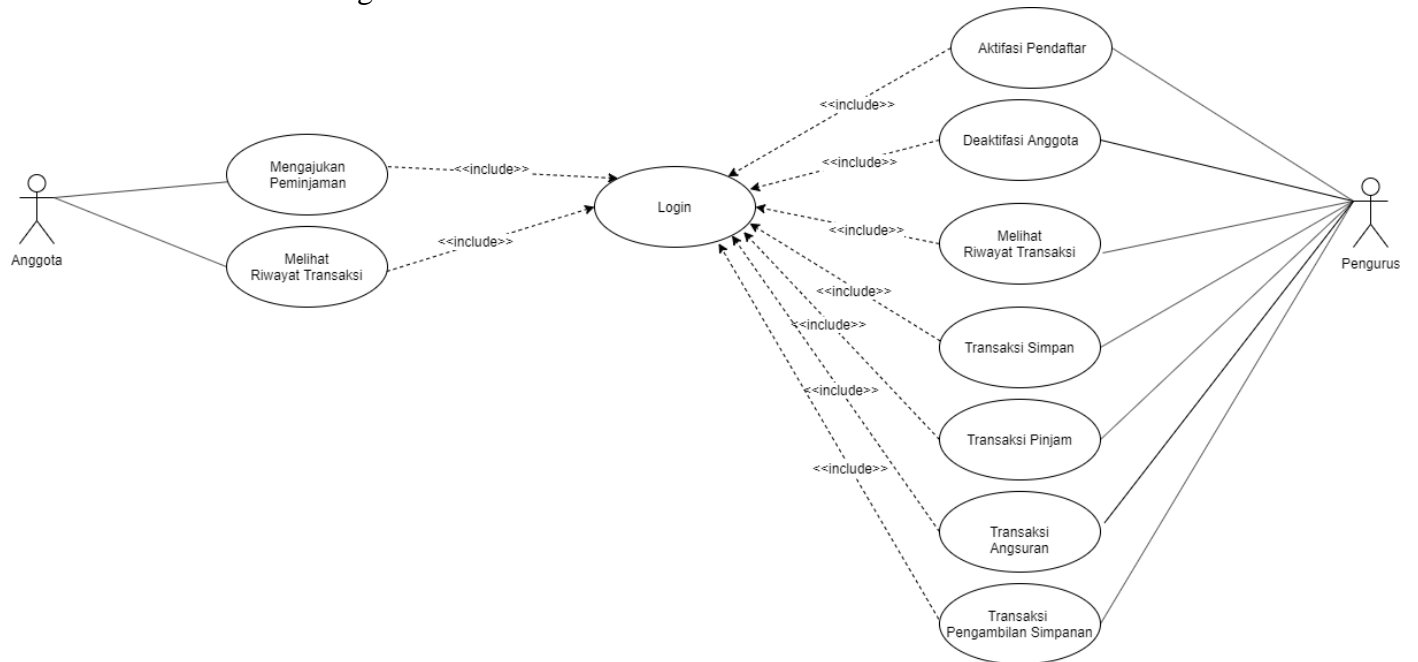 Aktifasi Pendaftar
<<include>>
Deaktifasi Anggota
<<include>>
Mengajukan
Peminjaman
<<include>>
Login
Anggota
Melihat
Riwayat Transaksi
<<include>>
Melihat
Riwayat Transaksi
<<include>>
Pengurus
<<include>>
Transaksi Simpan
<<include>>
Transaksi Pinjam
<<include>>
Transaksi
Angsuran
<<include>>
Transaksi
Pengambilan Simpanan